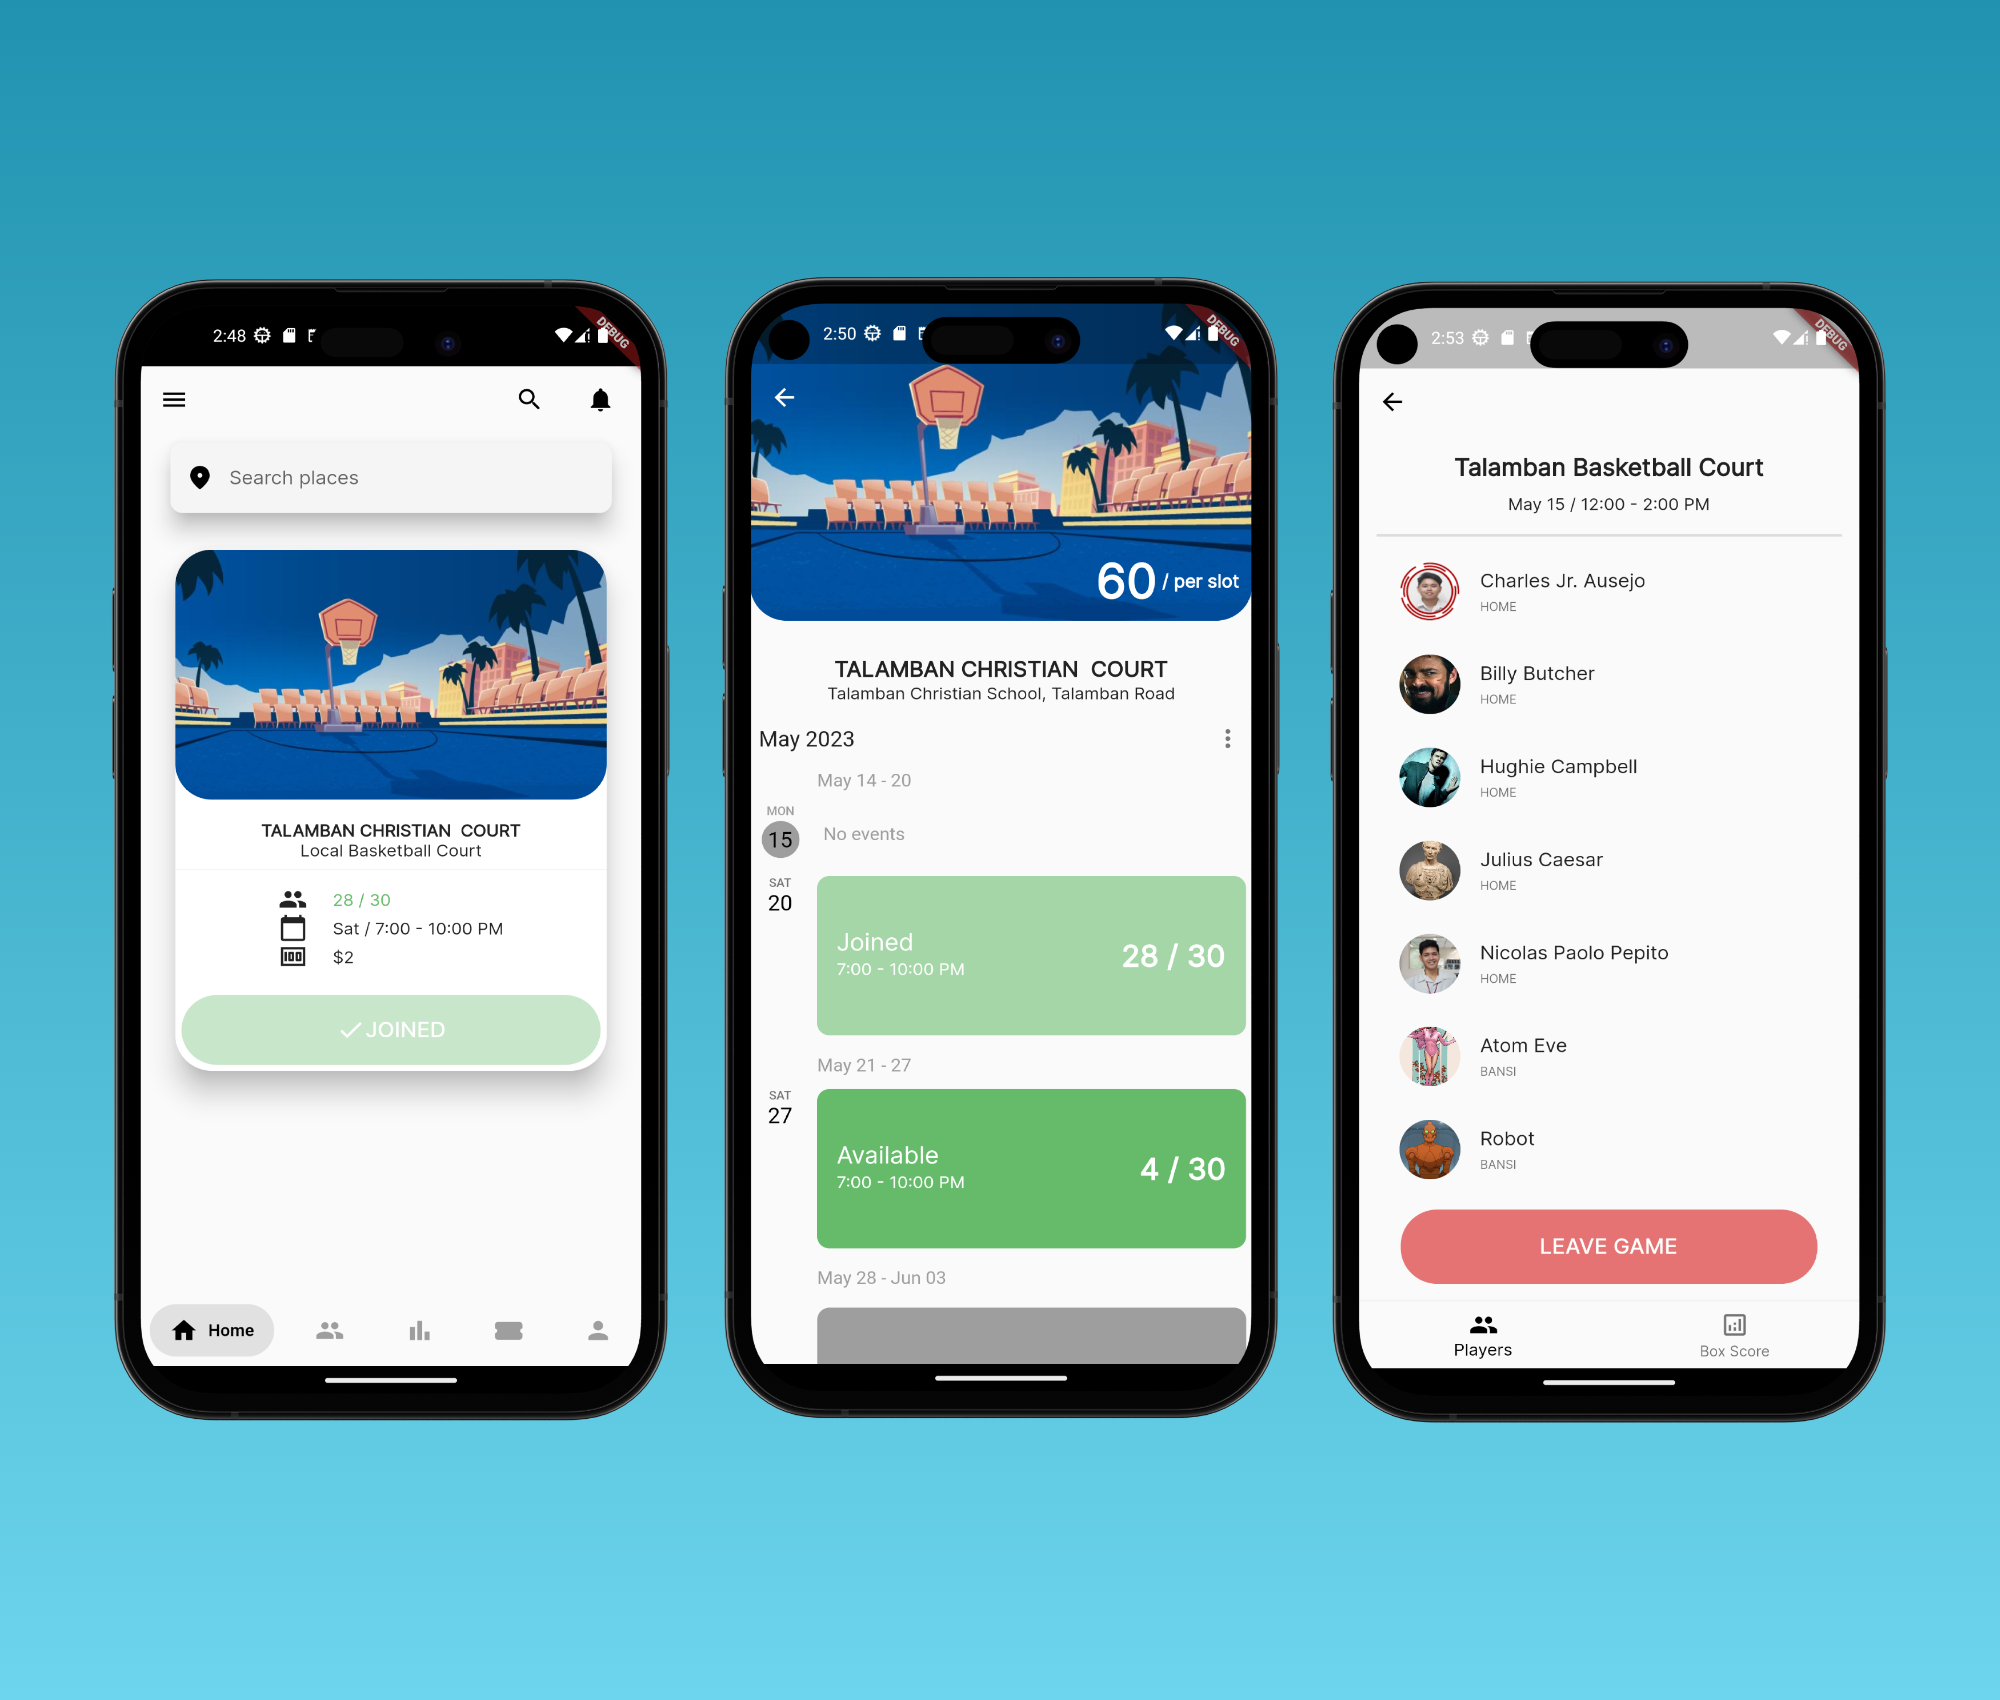 2:48
DEBUG
Search places
TALAMBAN CHRISTIAN  COURT
Local Basketball Court
28 / 30
Sat / 7:00 - 10:00 PM
$2
JOINED
Home
2:50
DEBUG
60 / per slot
TALAMBAN CHRISTIAN  COURT
Talamban Christian School, Talamban Road
May 2023
May 14 - 20
MON
15
No events
SAT
20
Joined
7:00 - 10:00 PM
28 / 30
May 21 - 27
SAT
27
Available
7:00 - 10:00 PM
4 / 30
May 28 - Jun 03
2:53
DEBUG
Talamban Basketball Court
May 15 / 12:00 - 2:00 PM
Charles Jr. Ausejo
HOME
Billy Butcher
HOME
Hughie Campbell
HOME
Julius Caesar
HOME
Nicolas Paolo Pepito
HOME
Atom Eve
BANSI
Robot
BANSI
LEAVE GAME
Players
Box Score